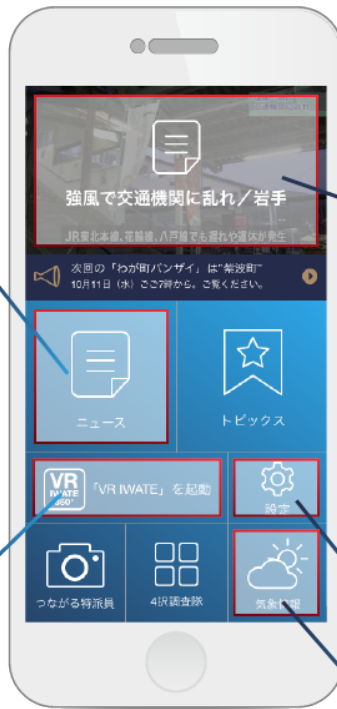 強風で交通機関に乱れ／岩手
JR東北本線、花輪線、八戸線でも遅れや運休が発生
次回の「わが町バンザイ」は"紫波町"
10月11日（水）ごご7時から。ご覧ください。
ニュース
トピックス
VR
IWATE
360°
「VR IWATE」を起動
設定
つながる特派員
4択調査隊
気象情報